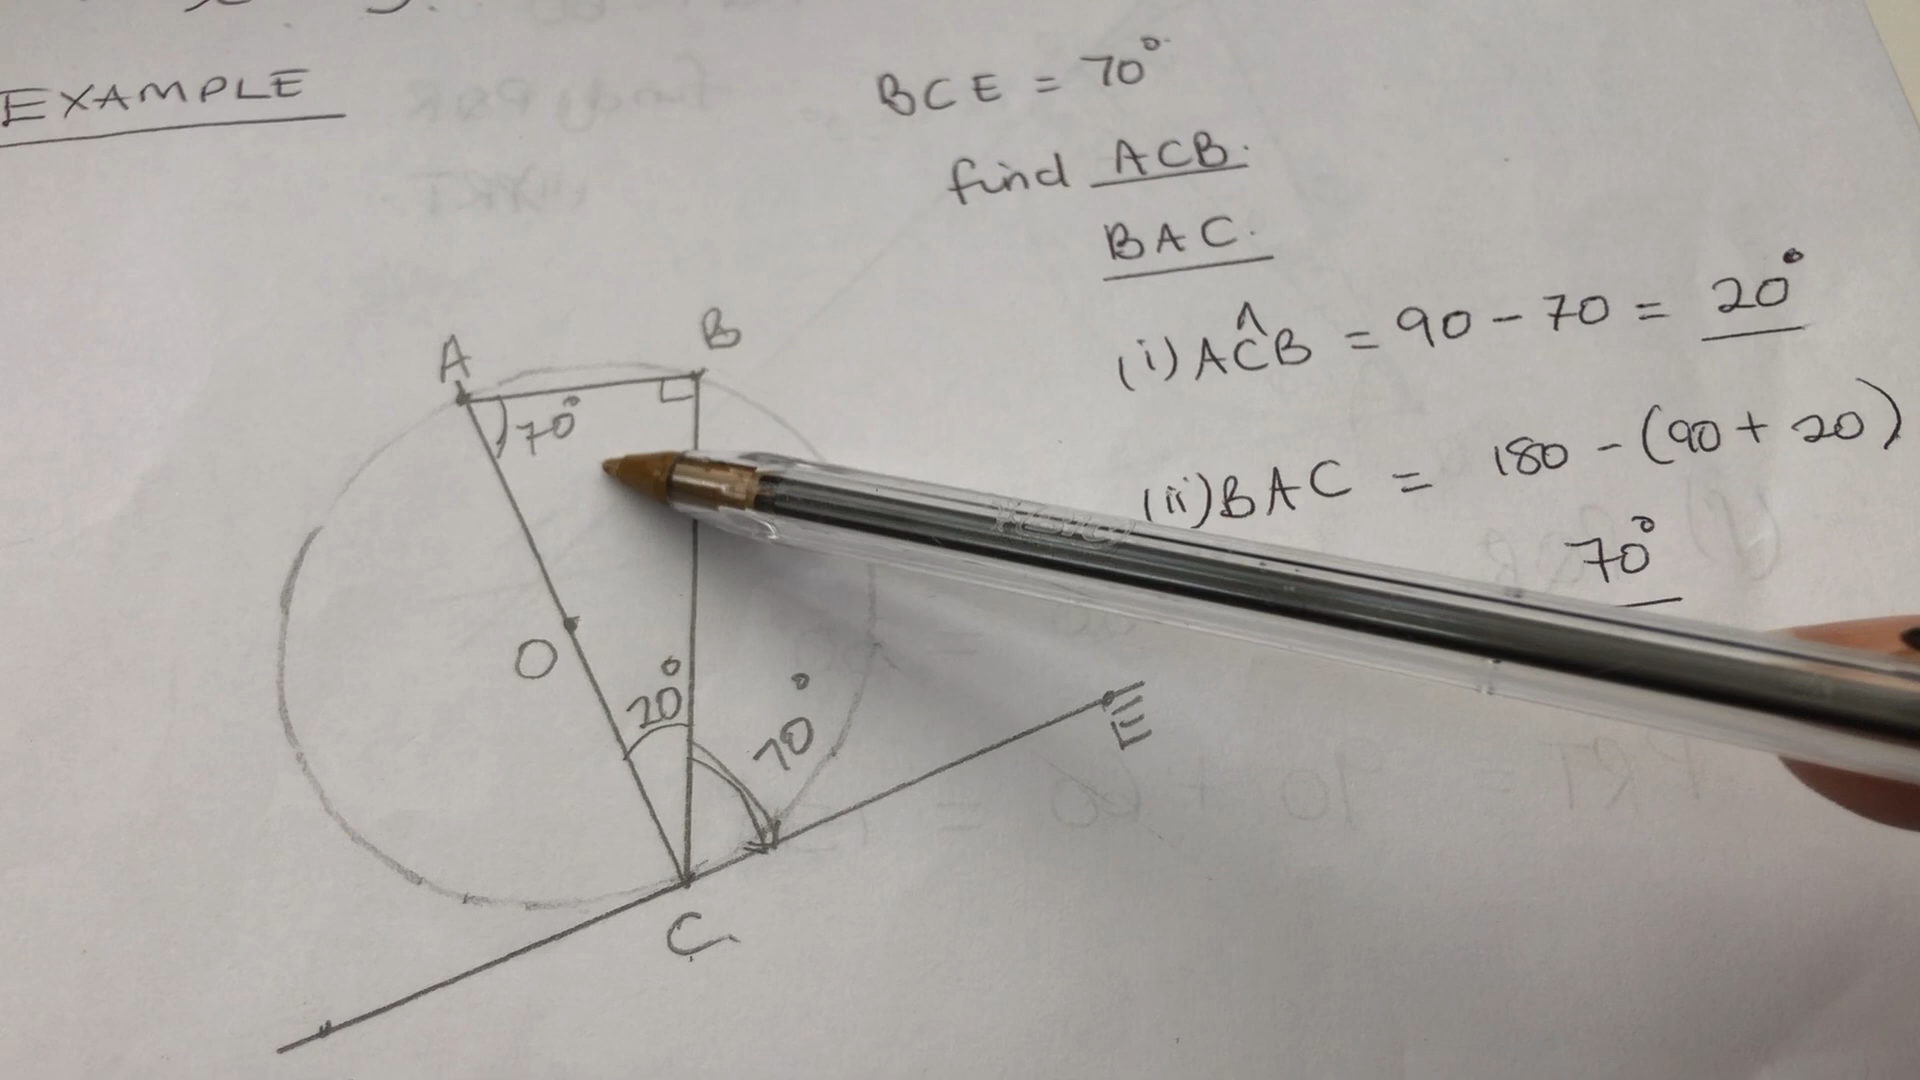 EXAMPLE
BCE = 70°
find ACB.
BAC.
(i) AĈB = 90 - 70 = 20°
(ii) BAC = 180 - (90 + 20)
70°
A
B
70°
O
20°
70°
E
C